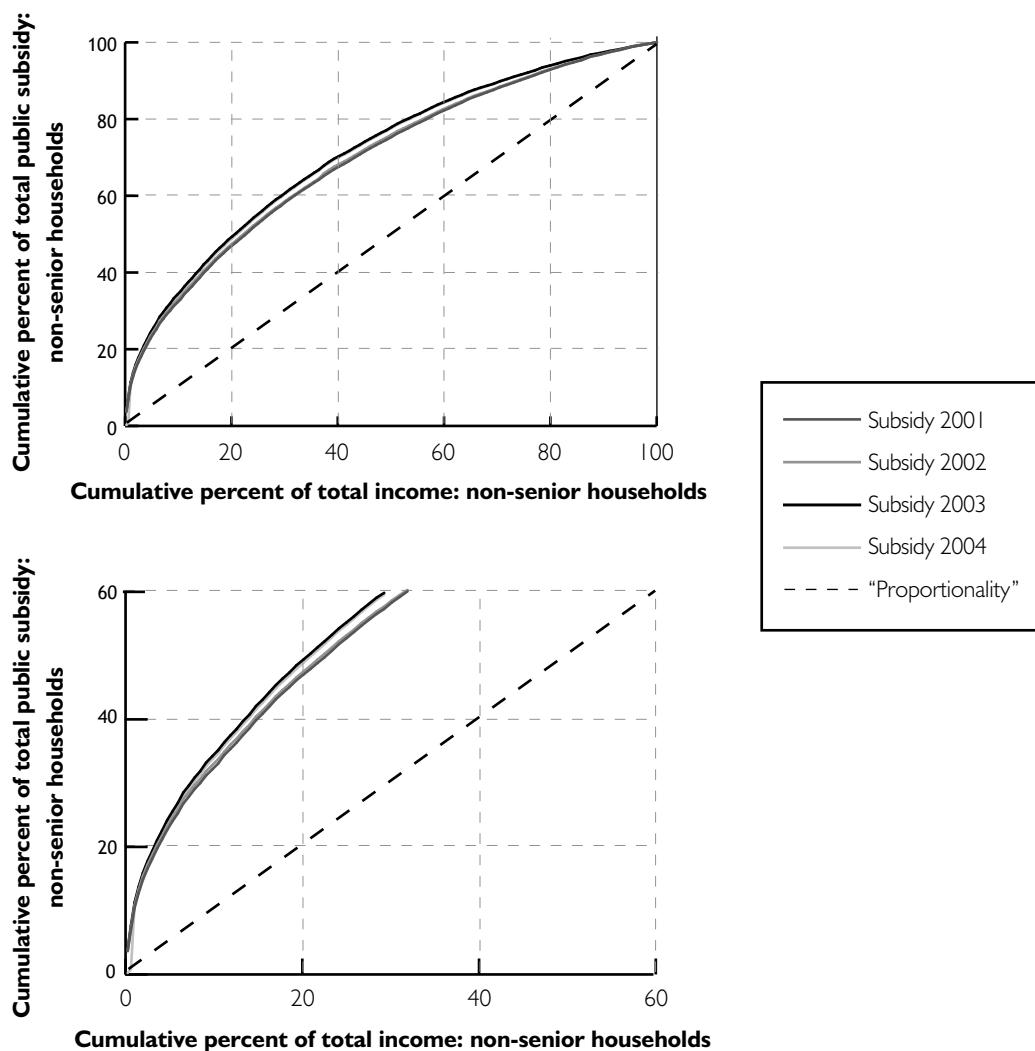 Cumulative percent of total public subsidy:
non-senior households
100
80
60
40
20
0
0 20 40 60 80 100
Cumulative percent of total income: non-senior households
Subsidy 2001
Subsidy 2002
Subsidy 2003
Subsidy 2004
“Proportionality”
Cumulative percent of total public subsidy:
non-senior households
60
40
20
0
0 20 40 60
Cumulative percent of total income: non-senior households